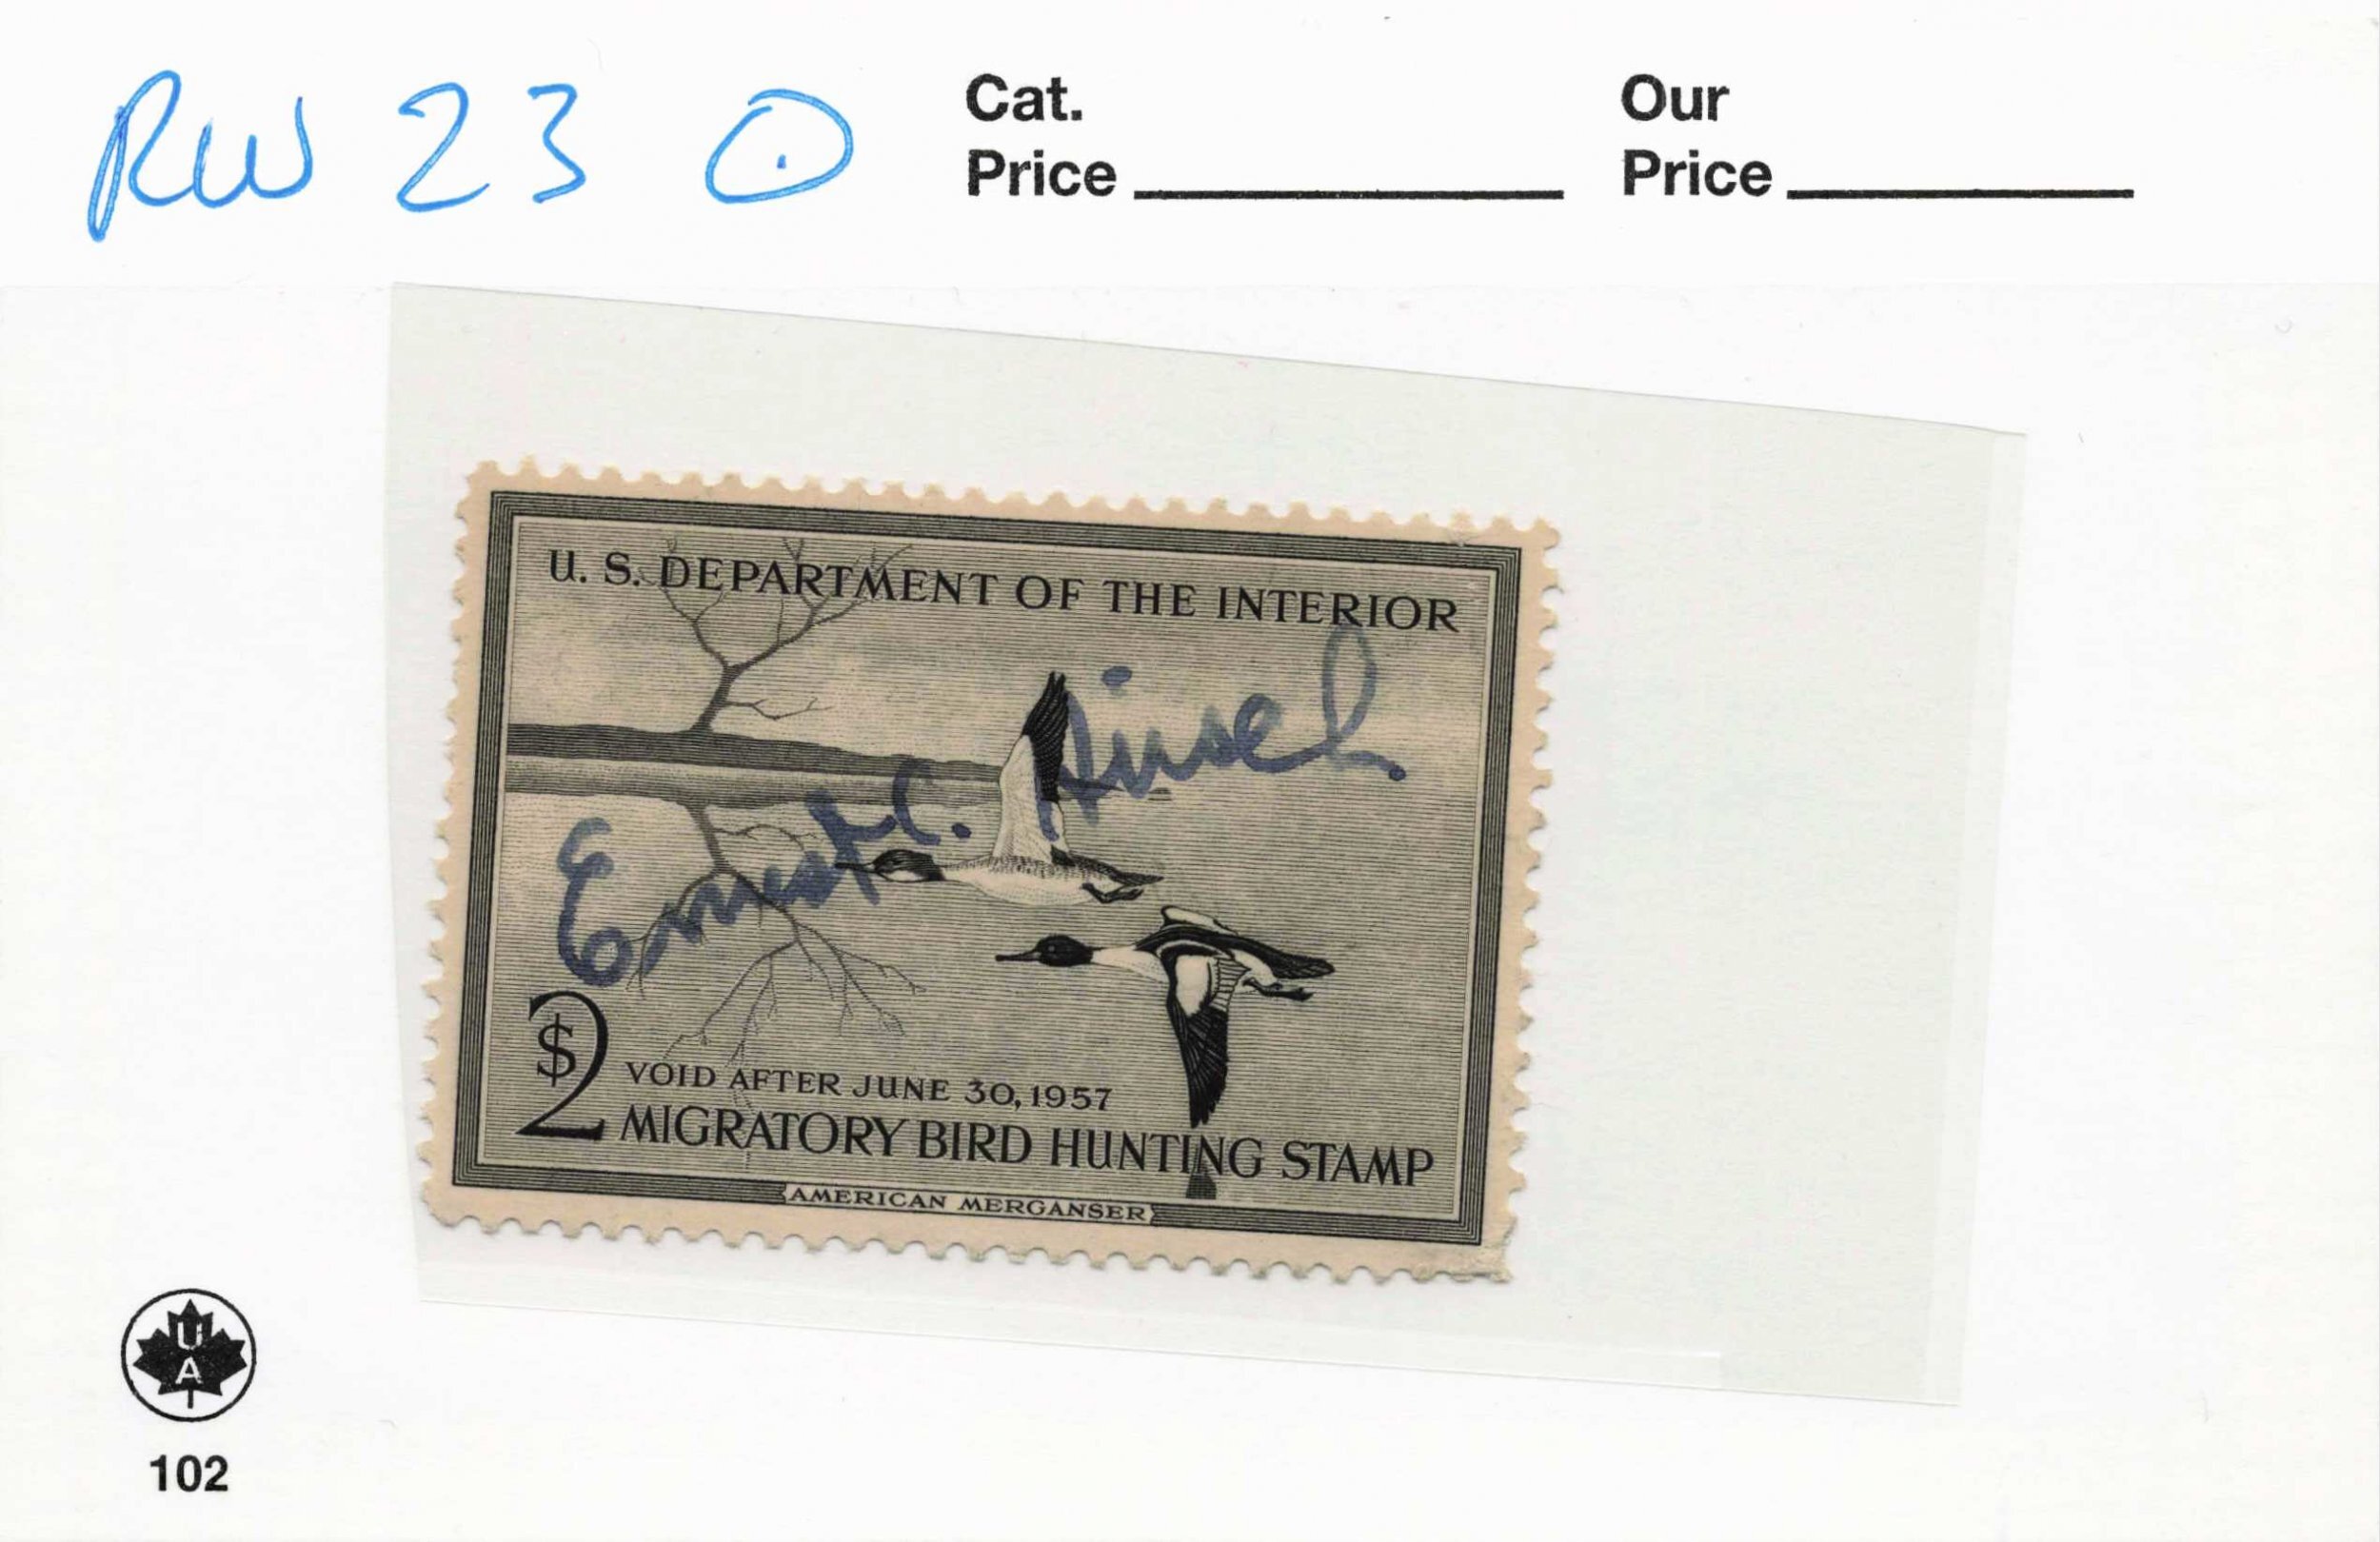 RW 23
Cat.
Price
Our
Price
U. S. DEPARTMENT OF THE INTERIOR
Ernest C.
$2
VOID AFTER JUNE 30, 1957
MIGRATORY BIRD HUNTING STAMP
AMERICAN MERGANSER
U
A
102